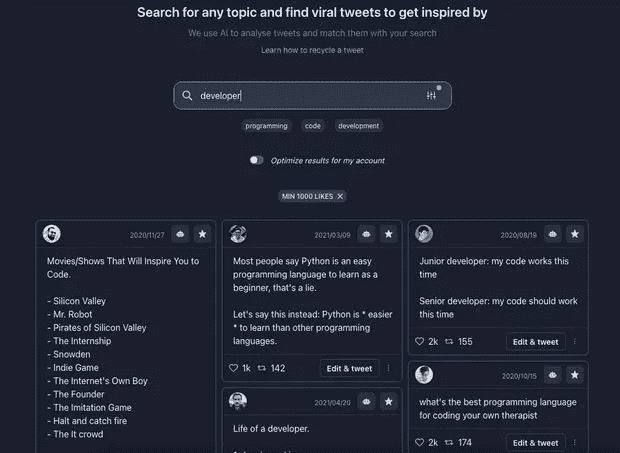 Search for any topic and find viral tweets to get inspired by
We use AI to analyse tweets and match them with your search
Learn how to recycle a tweet
developer
programming code development
Optimize results for my account
MIN 1000 LIKES ✕
2020/11/27
Movies/Shows That Will Inspire You to
Code.
- Silicon Valley
- Mr. Robot
- Pirates of Silicon Valley
- The Internship
- Snowden
- Indie Game
- The Internet's Own Boy
- The Founder
- The Imitation Game
- Halt and catch fire
- The It crowd
2021/03/09
Most people say Python is an easy
programming language to learn as a
beginner, that's a lie.
Let's say this instead: Python is * easier
* to learn than other programming
languages.
1k 142 Edit & tweet
2021/04/20
Life of a developer.
2020/08/19
Junior developer: my code works this
time
Senior developer: my code should work
this time
2k 155 Edit & tweet
2020/10/15
what's the best programming language
for coding your own therapist
2k 174 Edit & tweet